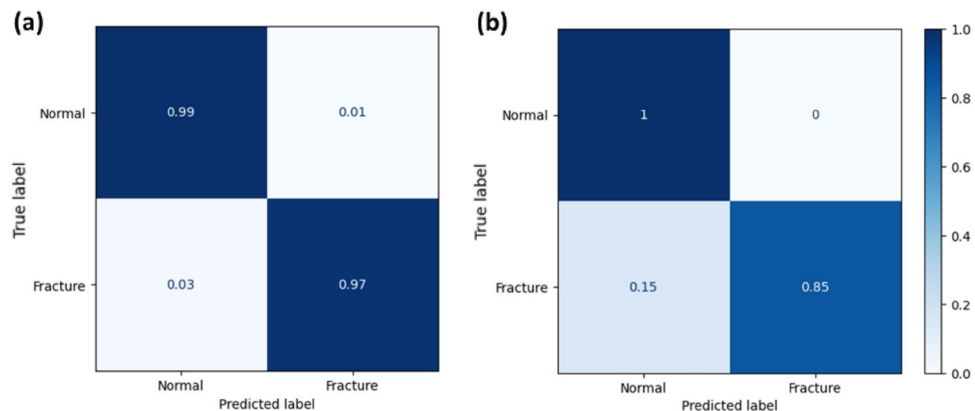 (a)
True label
Normal
0.99
0.01
Fracture
0.03
0.97
Normal
Fracture
Predicted label
(b)
True label
Normal
1
0
Fracture
0.15
0.85
Normal
Fracture
Predicted label
1.0
0.8
0.6
0.4
0.2
0.0